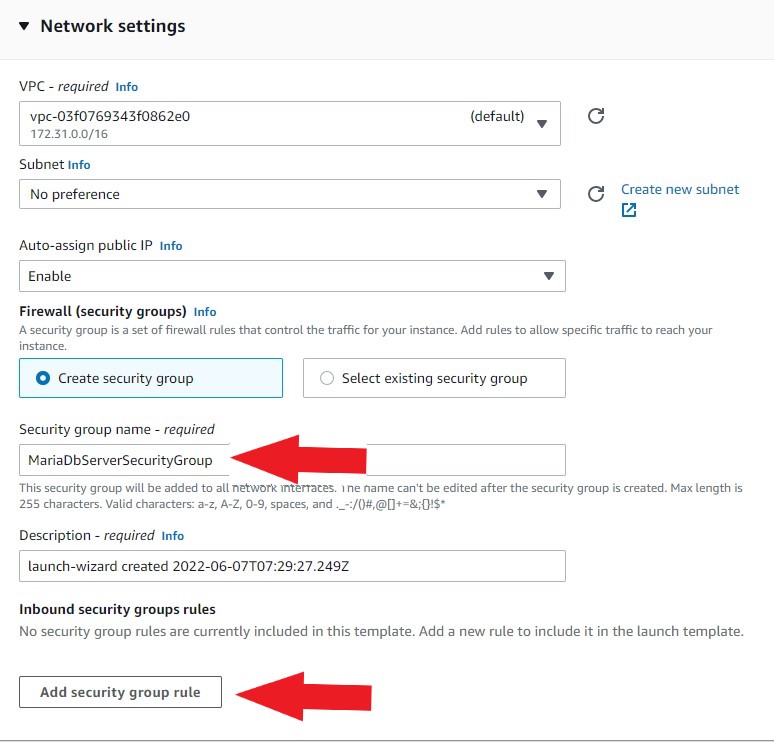 Network settings
VPC - required Info
vpc-03f0769343f0862e0 (default)
172.31.0.0/16
Subnet Info
No preference
Create new subnet
Auto-assign public IP Info
Enable
Firewall (security groups) Info
A security group is a set of firewall rules that control the traffic for your instance. Add rules to allow specific traffic to reach your
instance.
Create security group Select existing security group
Security group name - required
MariaDbServerSecurityGroup
This security group will be added to all network interfaces. The name can't be edited after the security group is created. Max length is
255 characters. Valid characters: a-z, A-Z, 0-9, spaces, and ._-:/()#,@[]+=&;{}!$*
Description - required Info
launch-wizard created 2022-06-07T07:29:27.249Z
Inbound security groups rules
No security group rules are currently included in this template. Add a new rule to include it in the launch template.
Add security group rule